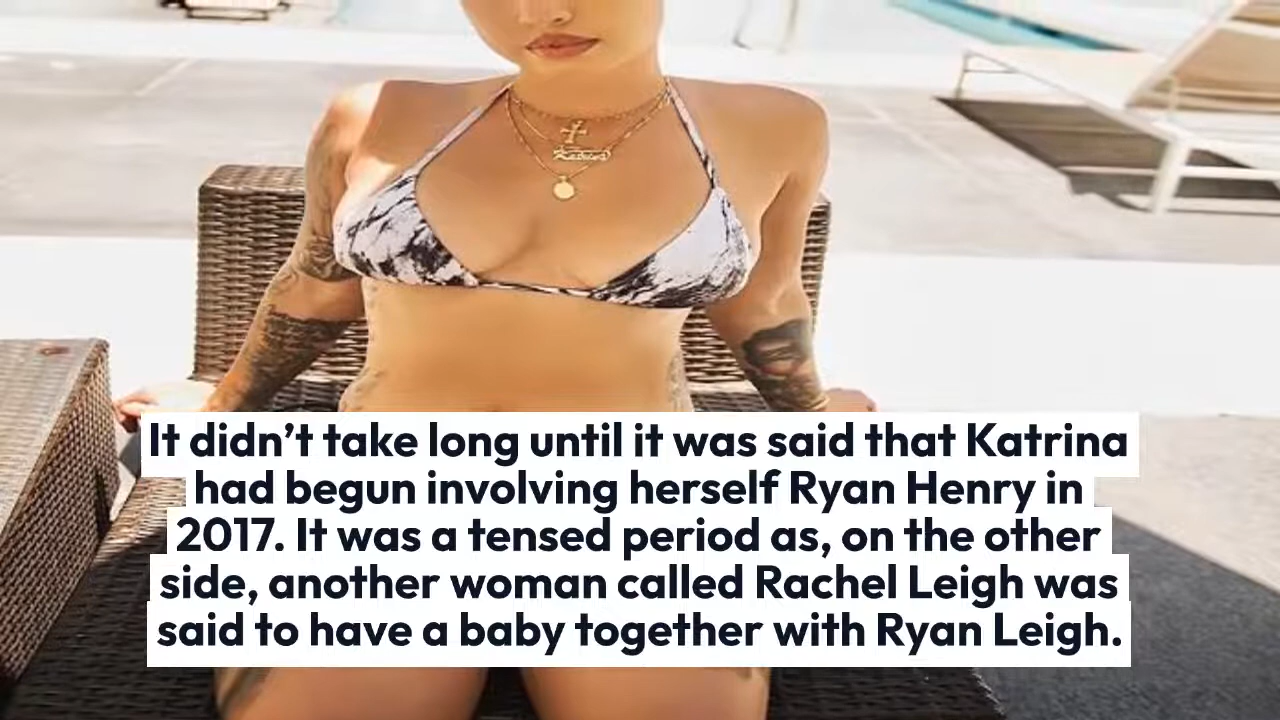 Katrina
It didn’t take long until it was said that Katrina
had begun involving herself Ryan Henry in
2017. It was a tensed period as, on the other
side, another woman called Rachel Leigh was
said to have a baby together with Ryan Leigh.